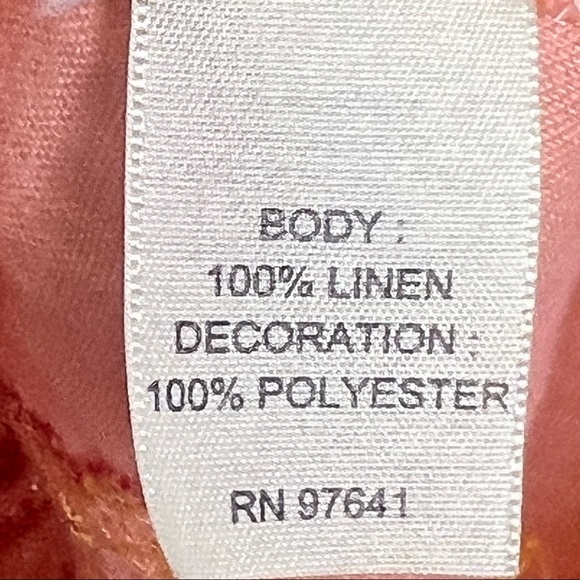 BODY :
100% LINEN
DECORATION :
100% POLYESTER
RN 97641